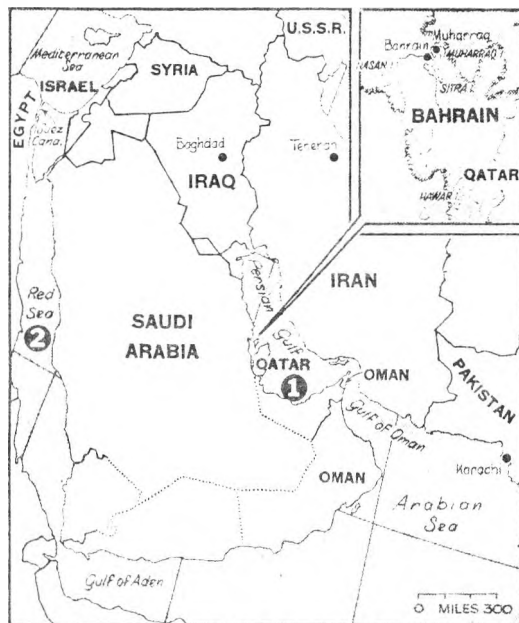 U.S.S.R.
Mediterranean
Sea
SYRIA
ISRAEL
EGYPT
Suez
Canal
Baghdad
IRAQ
Teheran
Muharraq
Bahrain
MUHARRAQ I.
HASAN I.
SITRA I.
BAHRAIN
QATAR
HAWAR I.
Persian
Gulf
IRAN
Red
Sea
2
SAUDI
ARABIA
QATAR
1
OMAN
PAKISTAN
Gulf of Oman
Karachi
OMAN
Arabian
Sea
Gulf of Aden
0 MILES 300